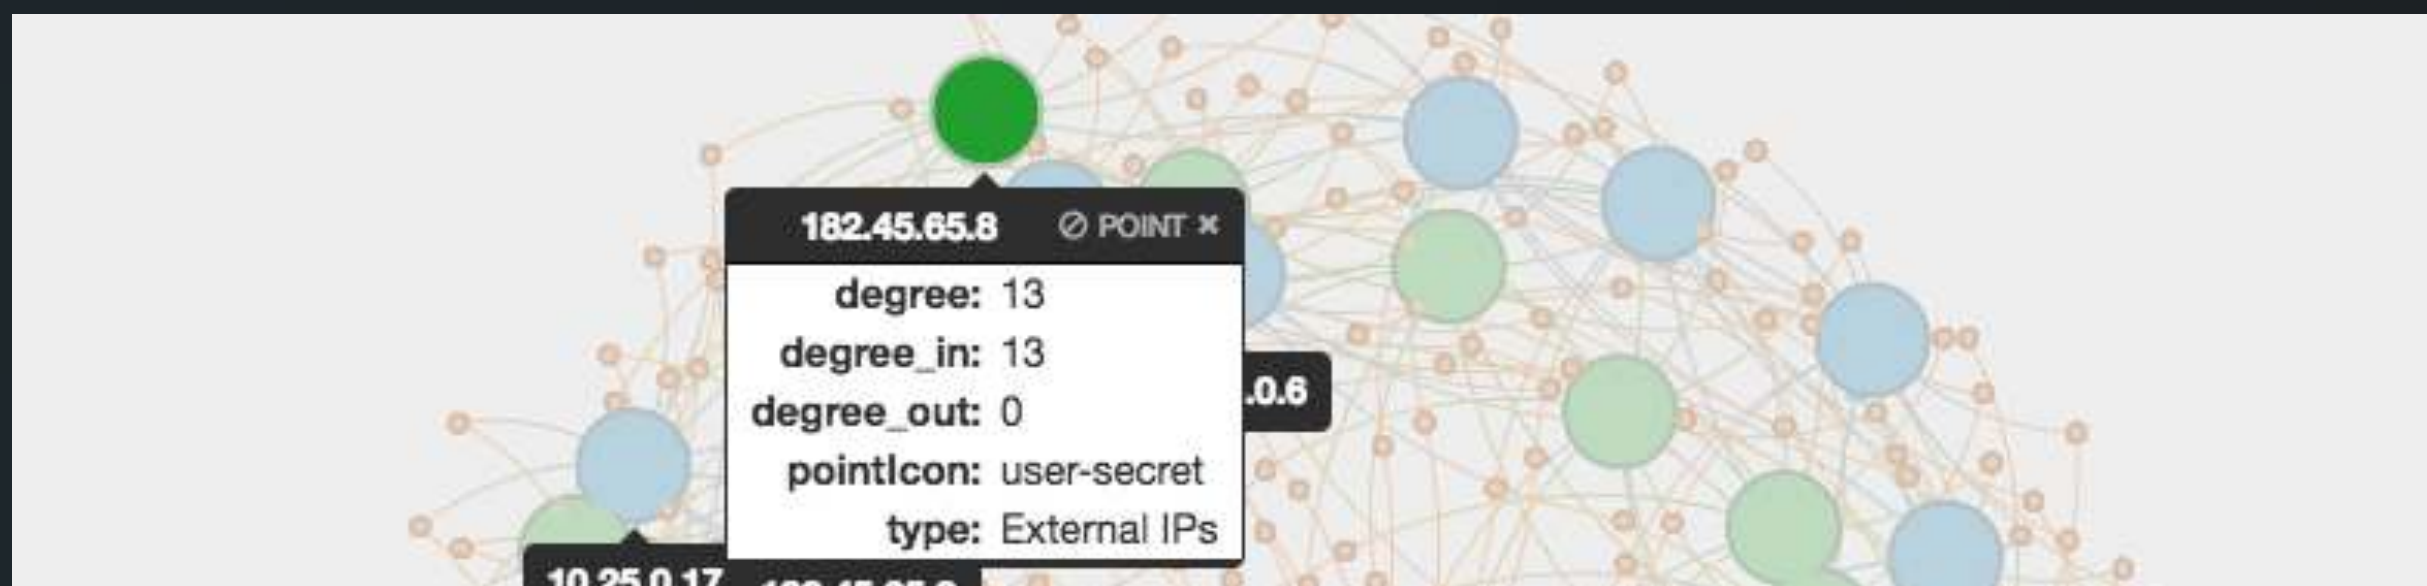 182.45.65.8 POINT
degree: 13
degree_in: 13
.0.6
degree_out: 0
pointIcon: user-secret
type: External IPs
10.25.0.17